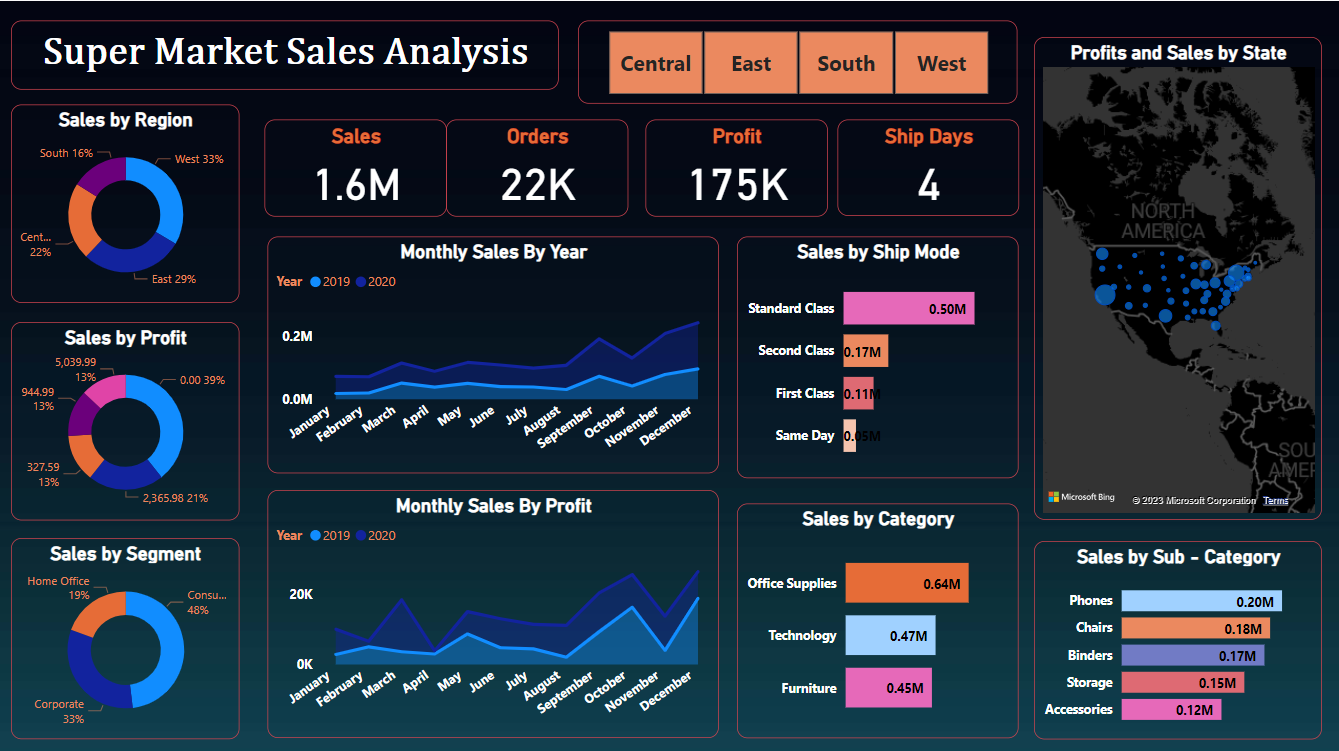 Super Market Sales Analysis
Central
East
South
West
Profits and Sales by State
Sales by Region
South 16%
West 33%
Cent...
22%
East 29%
Sales
1.6M
Orders
22K
Profit
175K
Ship Days
4
NORTH
AMERICA
SOU
AMER
Microsoft Bing
© 2023 Microsoft Corporation Terms
Monthly Sales By Year
Year 2019 2020
0.2M
0.0M
January
February
March
April
May
June
July
August
September
October
November
December
Sales by Ship Mode
Standard Class 0.50M
Second Class 0.17M
First Class 0.11M
Same Day 0.05M
Sales by Profit
5,039.99
13%
0.00 39%
944.99
13%
327.59
13%
2,365.98 21%
Monthly Sales By Profit
Year 2019 2020
20K
0K
January
February
March
April
May
June
July
August
September
October
November
December
Sales by Category
Office Supplies 0.64M
Technology 0.47M
Furniture 0.45M
Sales by Segment
Home Office
19%
Consu...
48%
Corporate
33%
Sales by Sub - Category
Phones 0.20M
Chairs 0.18M
Binders 0.17M
Storage 0.15M
Accessories 0.12M